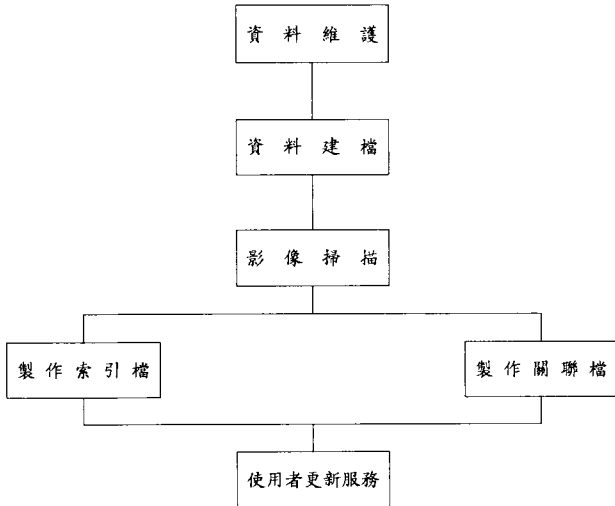 資料維護
資料建檔
影像掃描
製作索引檔
製作關聯檔
使用者更新服務